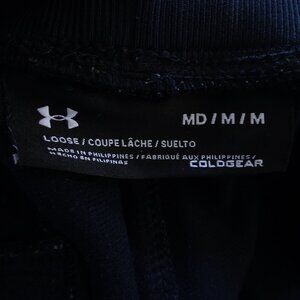 MD / M / M
LOOSE / COUPE LÂCHE / SUELTO
MADE IN PHILIPPINES / FABRIQUÉ AUX PHILIPPINES /
HECHO EN FILIPINAS
COLDGEAR